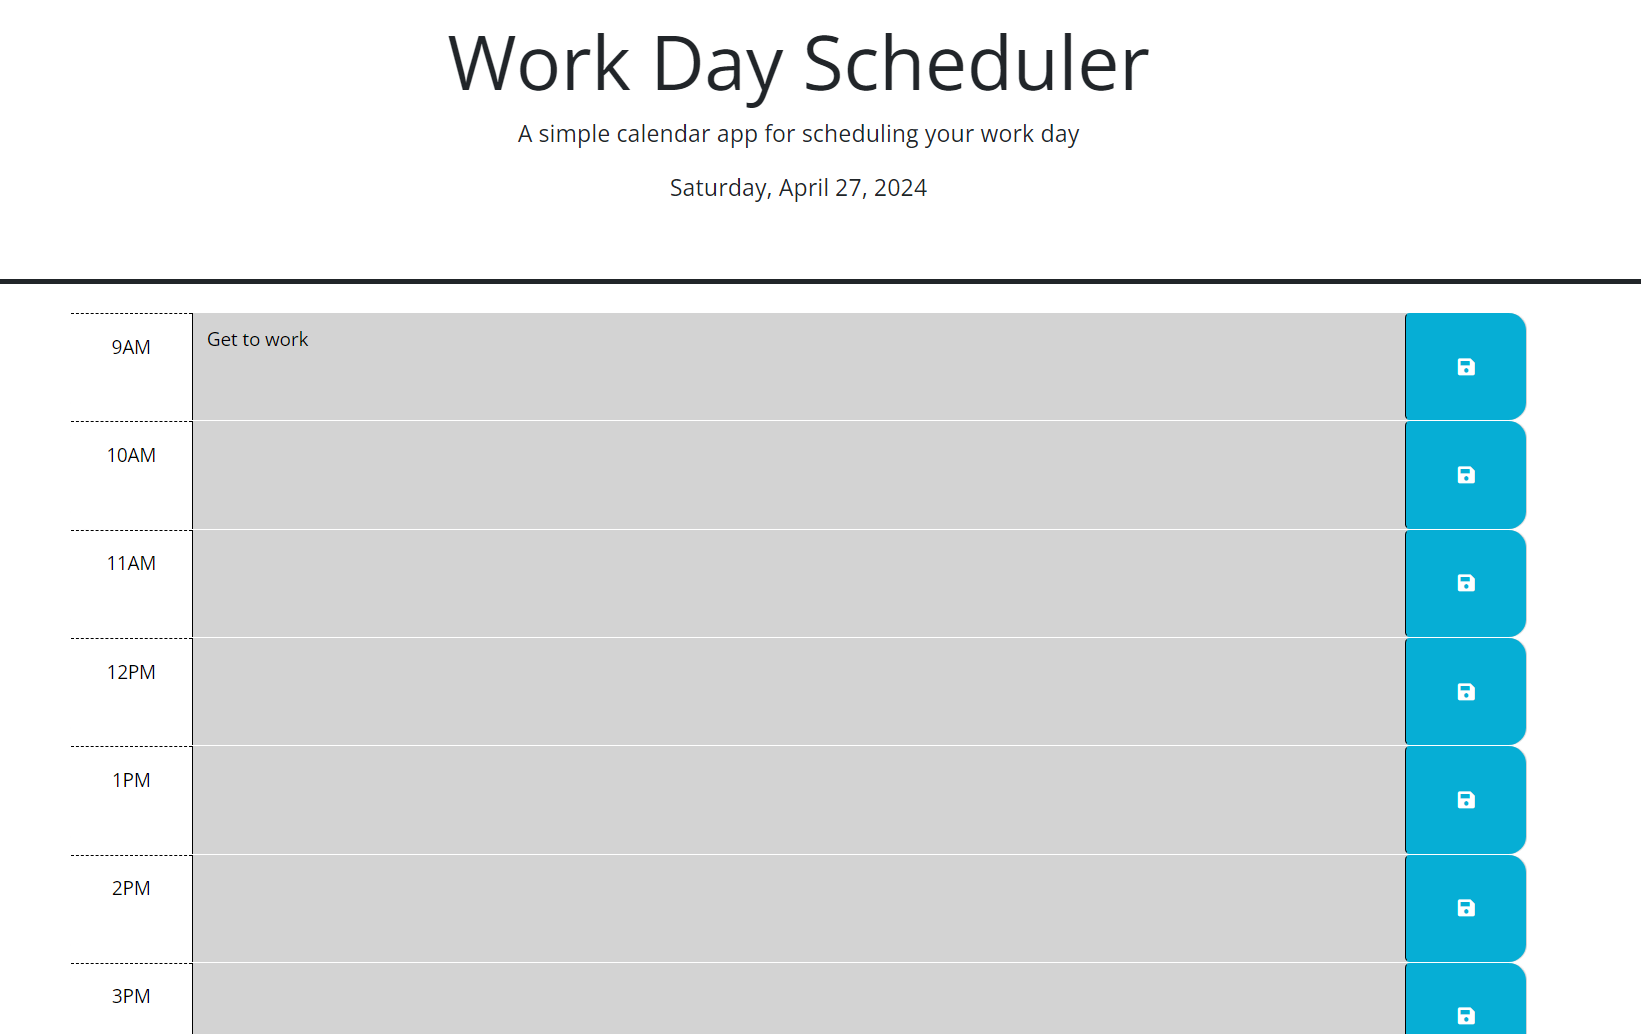 Work Day Scheduler
A simple calendar app for scheduling your work day
Saturday, April 27, 2024
9AM
Get to work
10AM
11AM
12PM
1PM
2PM
3PM